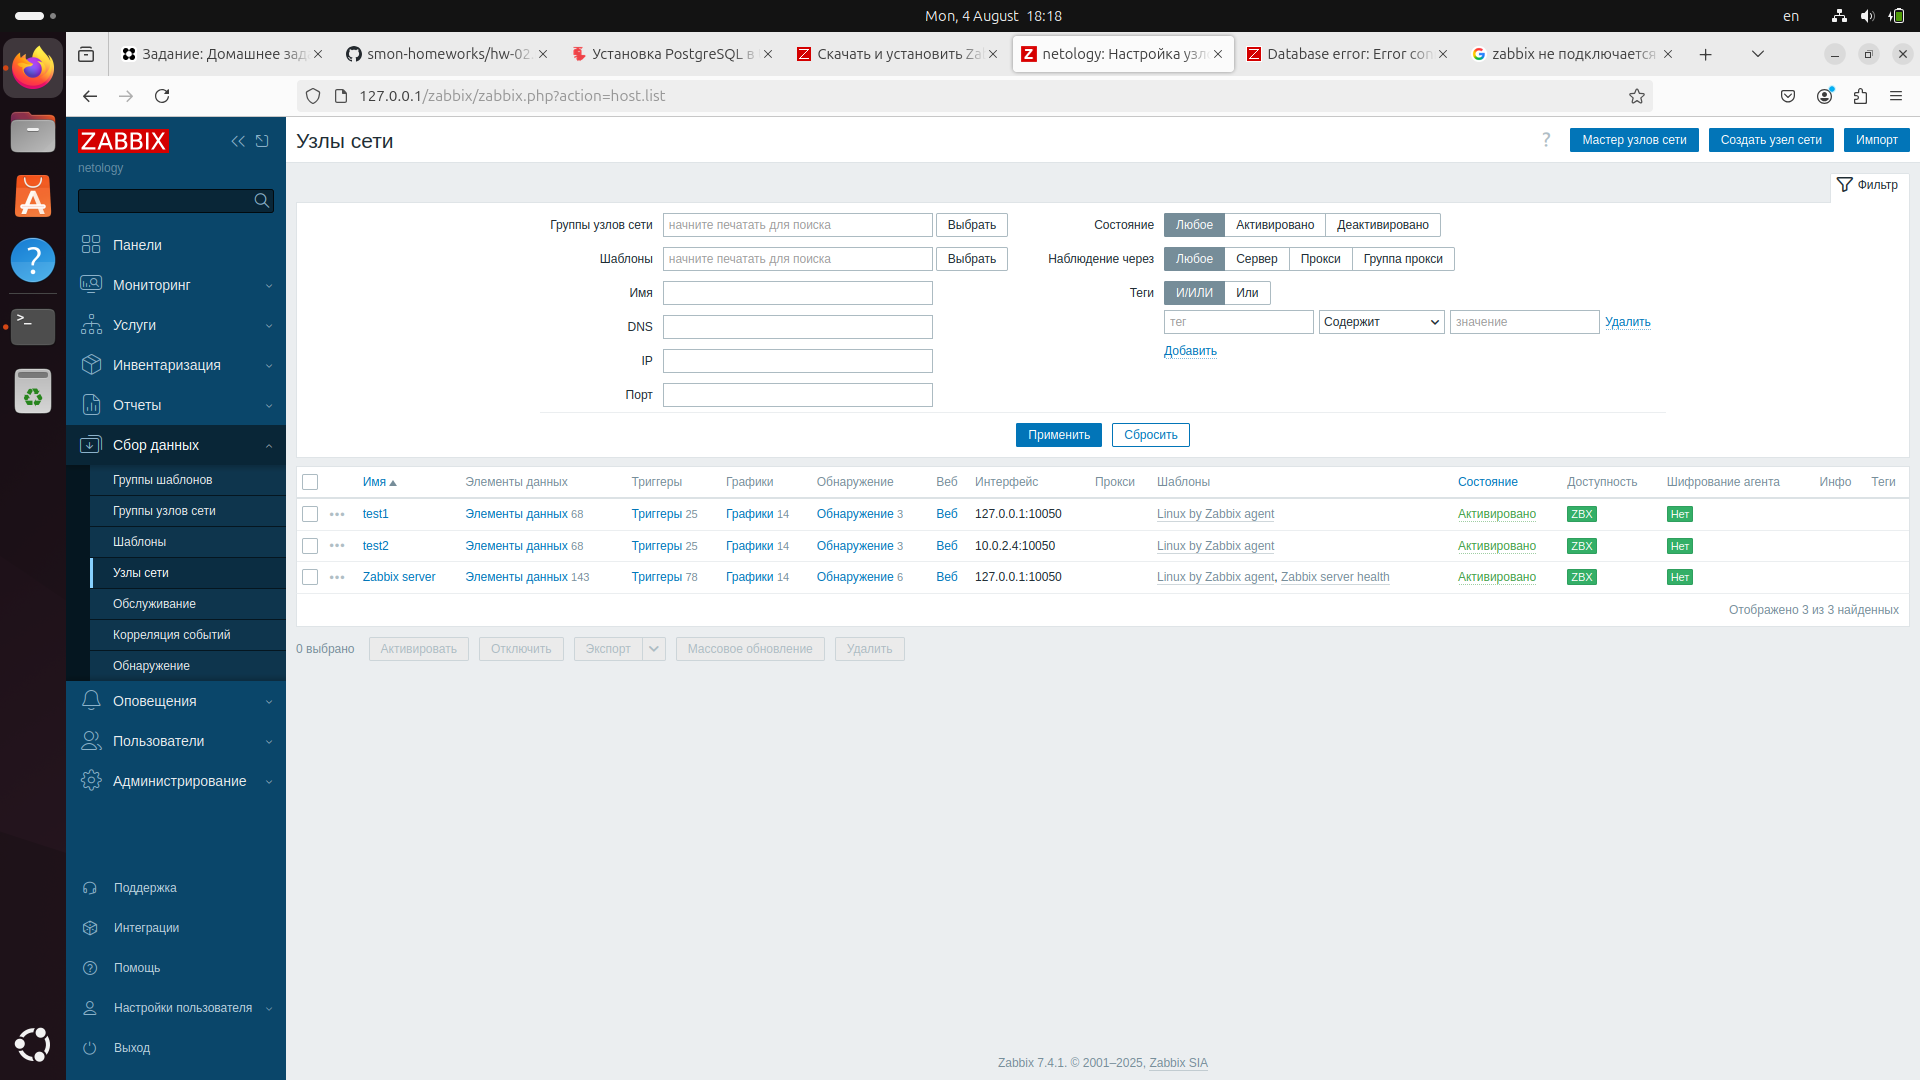 Mon, 4 August 18:18
en
Задание: Домашнее зад
smon-homeworks/hw-02.
Установка PostgreSQL в
Скачать и установить Za
netology: Настройка узл
Database error: Error con
zabbix не подключается
127.0.0.1/zabbix/zabbix.php?action=host.list
ZABBIX
netology
Панели
Мониторинг
Услуги
Инвентаризация
Отчеты
Сбор данных
Группы шаблонов
Группы узлов сети
Шаблоны
Узлы сети
Обслуживание
Корреляция событий
Обнаружение
Оповещения
Пользователи
Администрирование
Поддержка
Интеграции
Помощь
Настройки пользователя
Выход
Узлы сети
? Мастер узлов сети Создать узел сети Импорт
Фильтр
Группы узлов сети начните печатать для поиска Выбрать
Шаблоны начните печатать для поиска Выбрать
Имя
DNS
IP
Порт
Состояние Любое Активировано Деактивировано
Наблюдение через Любое Сервер Прокси Группа прокси
Теги И/ИЛИ Или
тег Содержит значение Удалить
Добавить
Применить Сбросить
Имя Элементы данных Триггеры Графики Обнаружение Веб Интерфейс Прокси Шаблоны Состояние Доступность Шифрование агента Инфо Теги
test1 Элементы данных 68 Триггеры 25 Графики 14 Обнаружение 3 Веб 127.0.0.1:10050 Linux by Zabbix agent Активировано ZBX Нет
test2 Элементы данных 68 Триггеры 25 Графики 14 Обнаружение 3 Веб 10.0.2.4:10050 Linux by Zabbix agent Активировано ZBX Нет
Zabbix server Элементы данных 143 Триггеры 78 Графики 14 Обнаружение 6 Веб 127.0.0.1:10050 Linux by Zabbix agent, Zabbix server health Активировано ZBX Нет
Отображено 3 из 3 найденных
0 выбрано Активировать Отключить Экспорт Массовое обновление Удалить
Zabbix 7.4.1. © 2001–2025, Zabbix SIA